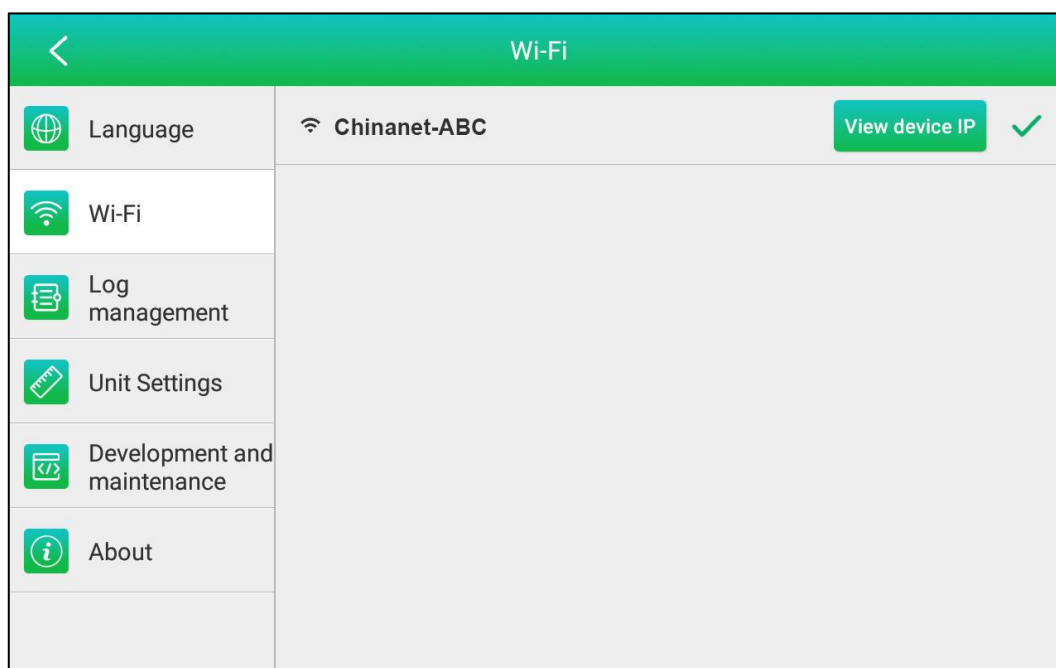 Wi-Fi
Language
Chinanet-ABC
View device IP
Wi-Fi
Log
management
Unit Settings
Development and
maintenance
About